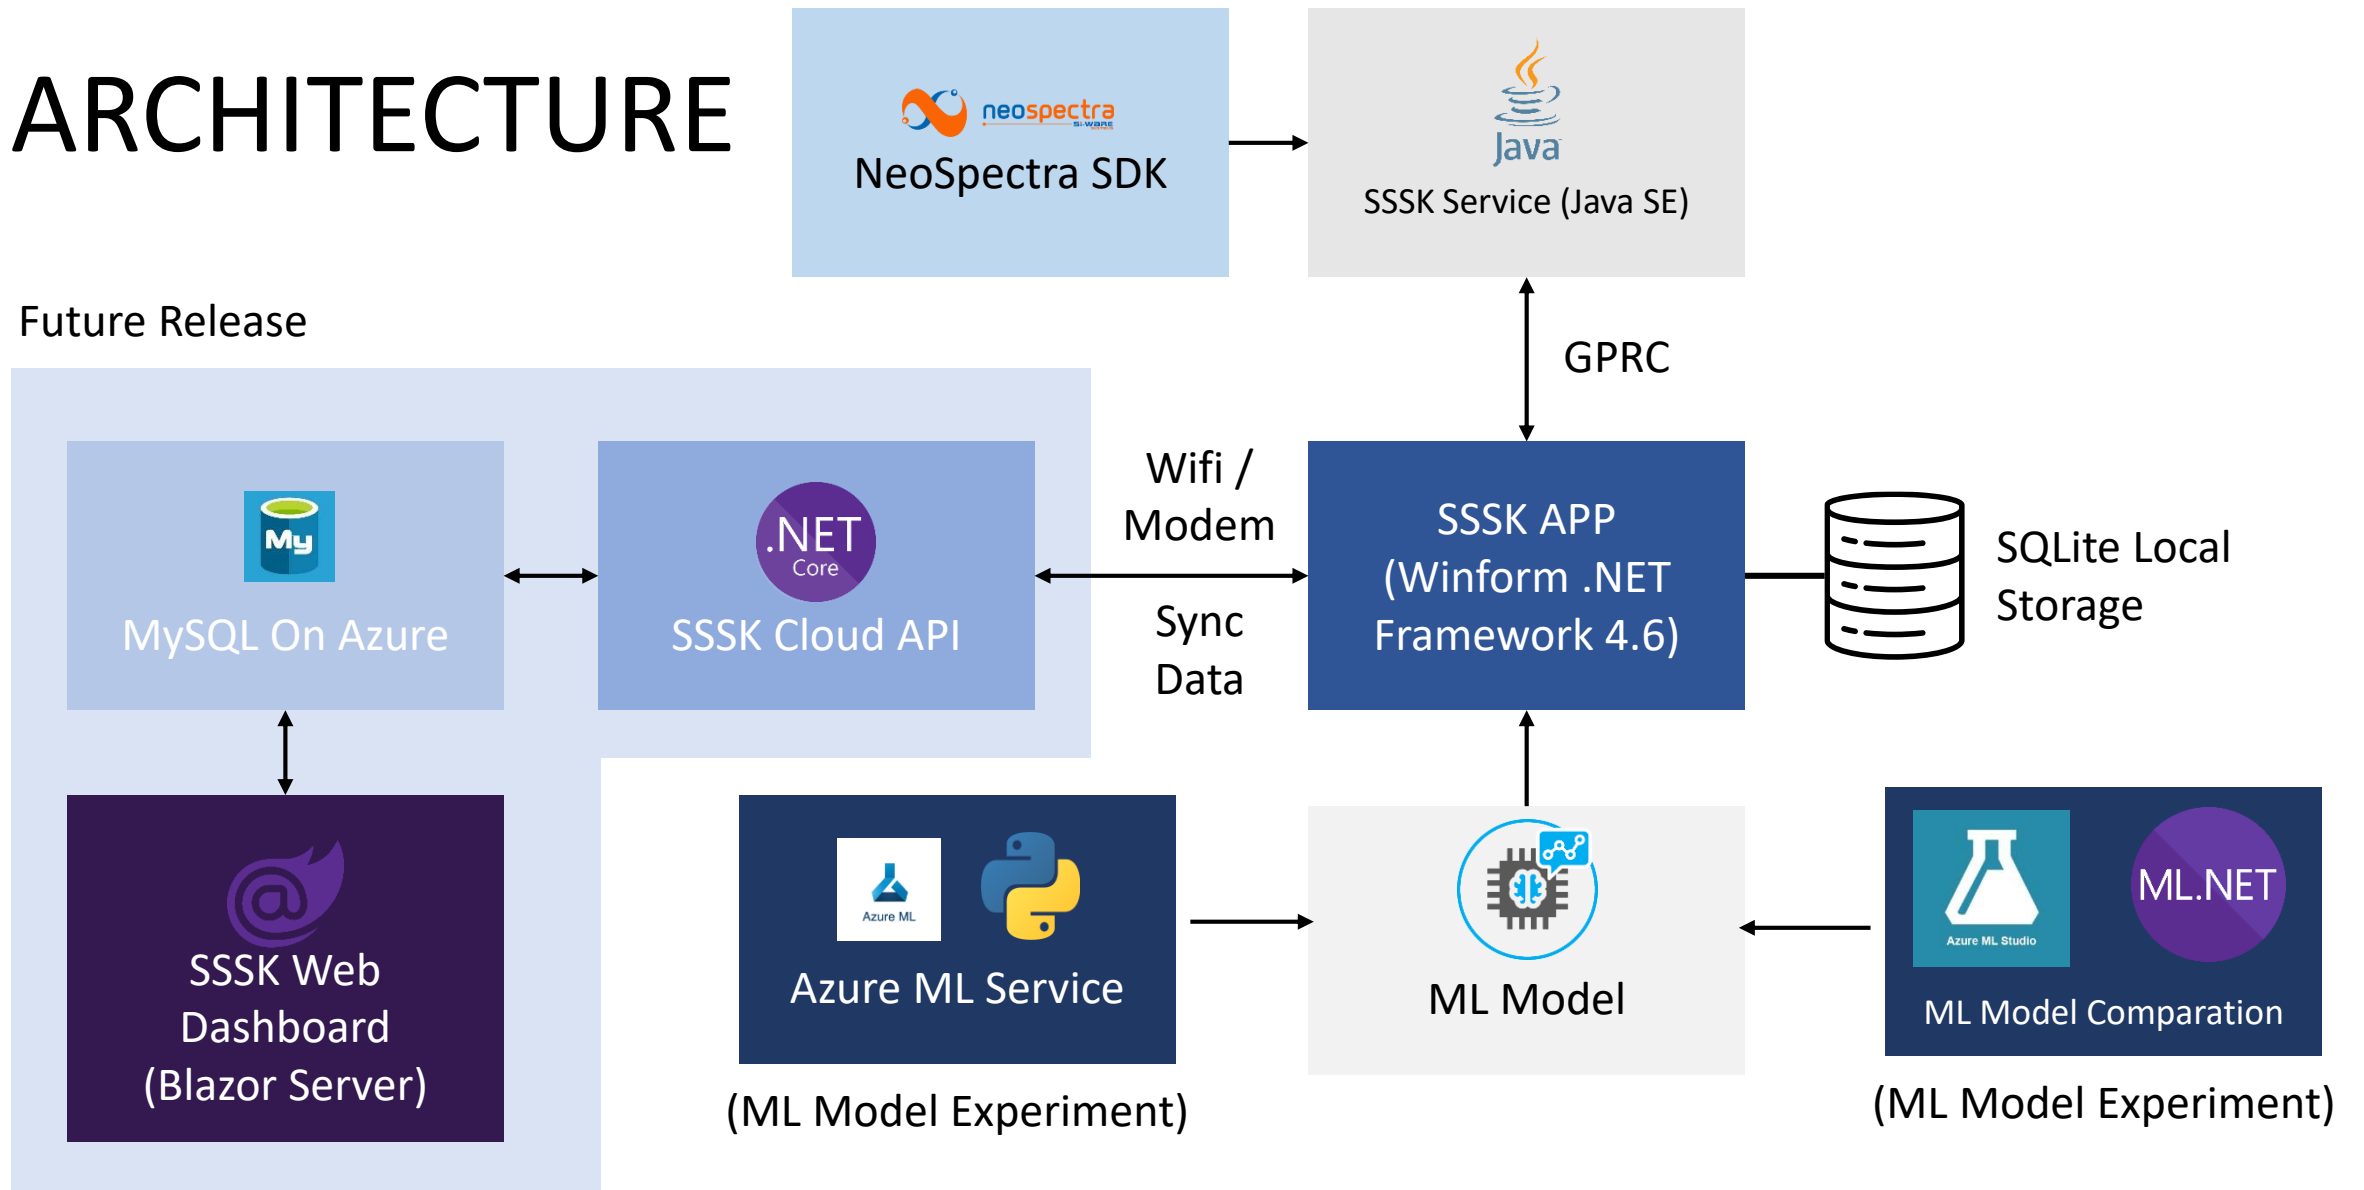 ARCHITECTURE
neospectra
SI-WARE
NeoSpectra SDK
Java
SSSK Service (Java SE)
Future Release
GPRC
My
MySQL On Azure
.NET
Core
SSSK Cloud API
Wifi /
Modem
Sync
Data
SSSK APP
(Winform .NET
Framework 4.6)
SQLite Local
Storage
@
SSSK Web
Dashboard
(Blazor Server)
Azure ML
Azure ML Service
(ML Model Experiment)
ML Model
Azure ML Studio
ML.NET
ML Model Comparation
(ML Model Experiment)